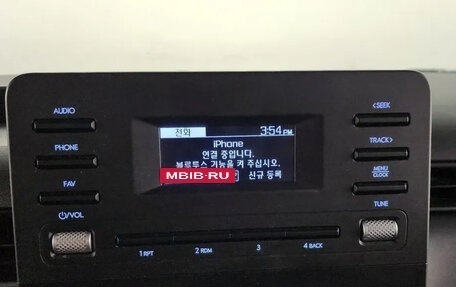 AUDIO
PHONE
FAV
⏻/VOL
전화 3:54 PM
iPhone
연결 중입니다.
블루투스 기능을 켜 주십시오.
MBIB-RU
신규 등록
<SEEK
TRACK>
MENU
CLOCK
TUNE
1 RPT
2 RDM
3
4 BACK